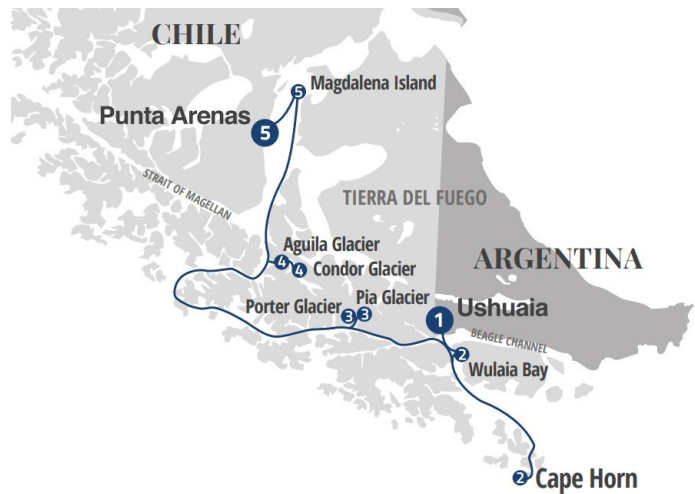 CHILE
5 Magdalena Island
Punta Arenas
5
STRAIT OF MAGELLAN
TIERRA DEL FUEGO
Aguila Glacier
4
4 Condor Glacier
ARGENTINA
Pia Glacier
Porter Glacier 3 3
1 Ushuaia
BEAGLE CHANNEL
2
Wulaia Bay
2 Cape Horn